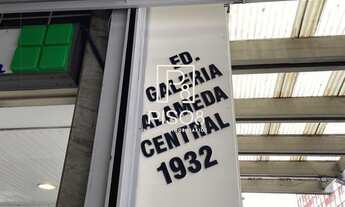 ED.
GALERIA
ALAMEDA
CENTRAL
1932